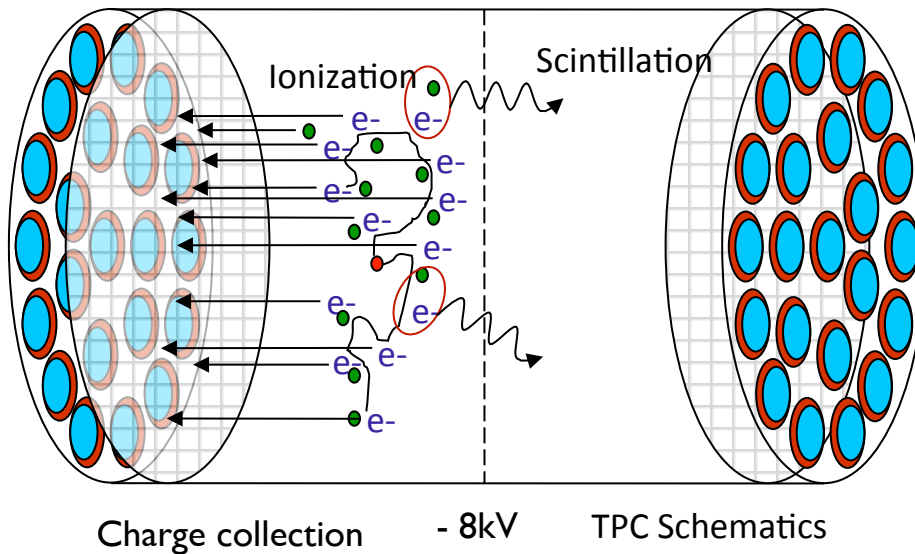 Ionization
Scintillation
e-
e-
e-
e-
e-
e-
e-
e-
e-
e-
e-
e-
e-
Charge collection
- 8kV
TPC Schematics